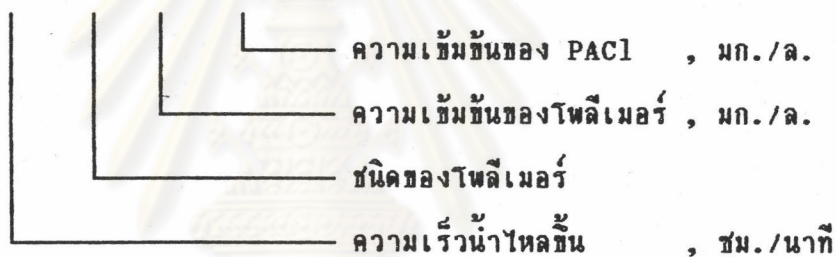 ความเข้มข้นของ PACl , มก./ล.
ความเข้มข้นของโพลีเมอร์ , มก./ล.
ชนิดของโพลีเมอร์
ความเร็วน้ำไหลขึ้น , ซม./นาที